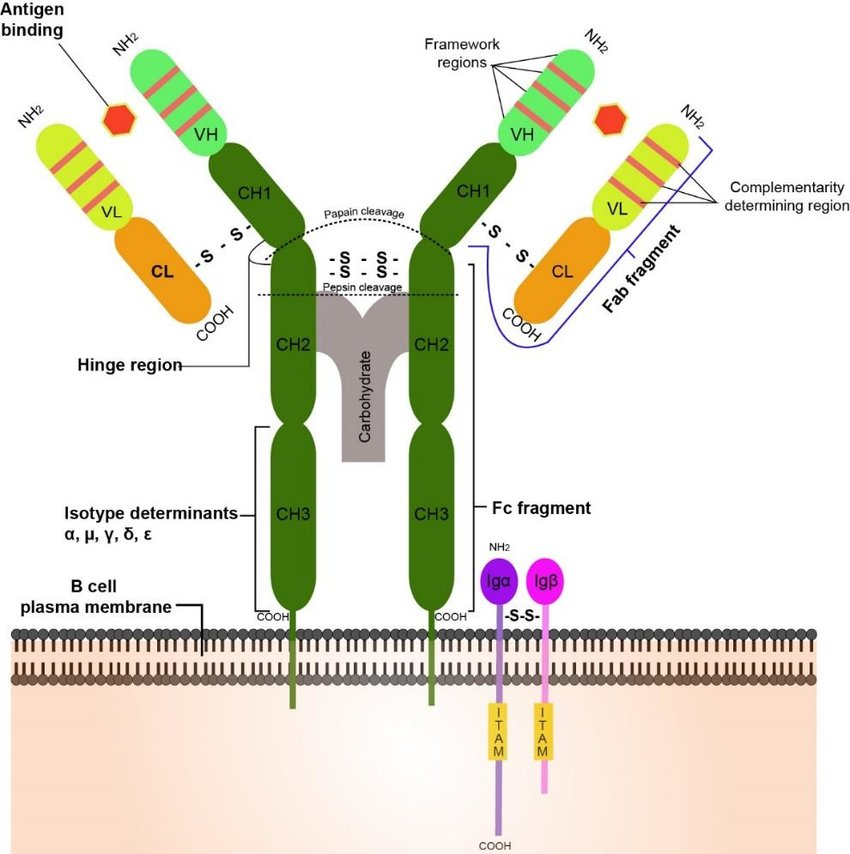 Antigen
binding
NH2
NH2
VH
VL
CH1
CL
- S - S -
COOH
Framework
regions
NH2
NH2
VH
VL
CH1
CL
- S - S -
COOH
Complementarity
determining region
Fab fragment
Papain cleavage
-S-S-
-S-S-
Pepsin cleavage
Hinge region
CH2
CH2
Carbohydrate
Isotype determinants
α, μ, γ, δ, ε
CH3
CH3
Fc fragment
B cell
plasma membrane
COOH
COOH
NH2
Igα
Igβ
-S-S-
ITAM
ITAM
COOH